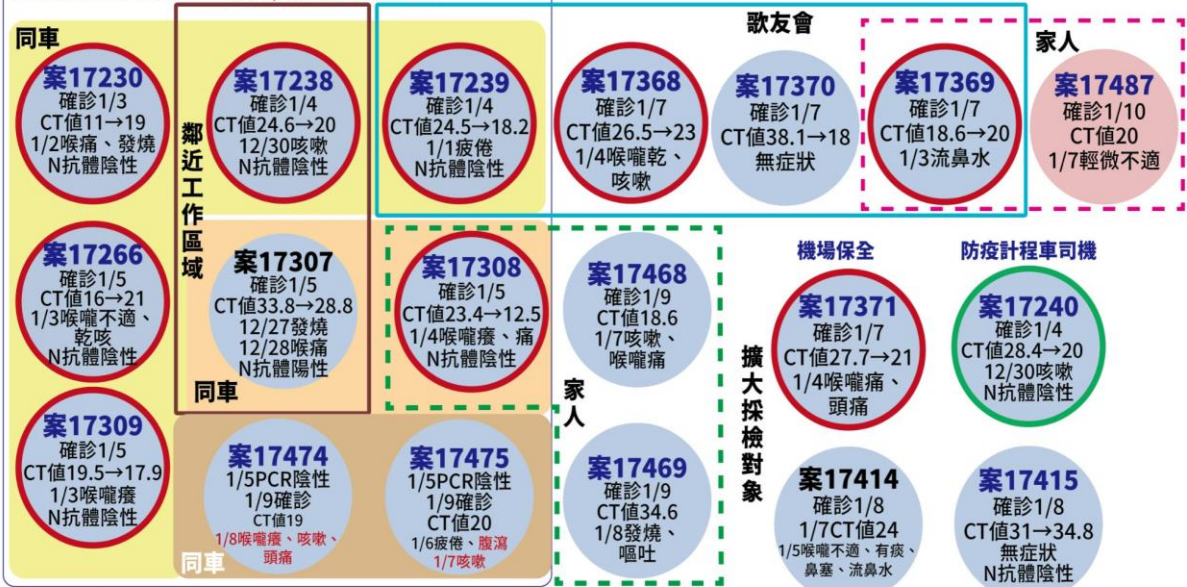 同車
案17230
確診1/3
CT值11→19
1/2喉痛、發燒
N抗體陰性
案17238
確診1/4
CT值24.6→20
12/30咳嗽
N抗體陰性
案17239
確診1/4
CT值24.5→18.2
1/1疲倦
N抗體陰性
歌友會
案17368
確診1/7
CT值26.5→23
1/4喉嚨乾、
咳嗽
案17370
確診1/7
CT值38.1→18
無症狀
案17369
確診1/7
CT值18.6→20
1/3流鼻水
家人
案17487
確診1/10
CT值20
1/7輕微不適
鄰近工作區域
案17266
確診1/5
CT值16→21
1/3喉嚨不適、
乾咳
N抗體陰性
案17307
確診1/5
CT值33.8→28.8
12/27發燒
12/28喉痛
N抗體陽性
同車
案17308
確診1/5
CT值23.4→12.5
1/4喉嚨癢、痛
N抗體陰性
案17468
確診1/9
CT值18.6
1/7咳嗽、
喉嚨痛
家人
機場保全
案17371
確診1/7
CT值27.7→21
1/4喉嚨痛、
頭痛
防疫計程車司機
案17240
確診1/4
CT值28.4→20
12/30咳嗽
N抗體陰性
擴大採檢對象
案17309
確診1/5
CT值19.5→17.9
1/3喉嚨癢
N抗體陰性
案17474
1/5PCR陰性
1/9確診
CT值19
1/8喉嚨癢、咳嗽、
頭痛
同車
案17475
1/5PCR陰性
1/9確診
CT值20
1/6疲倦、腹瀉
1/7咳嗽
案17469
確診1/9
CT值34.6
1/8發燒、
嘔吐
案17414
確診1/8
1/7CT值24
1/5喉嚨不適、有痰、
鼻塞、流鼻水
案17415
確診1/8
CT值31→34.8
無症狀
N抗體陰性